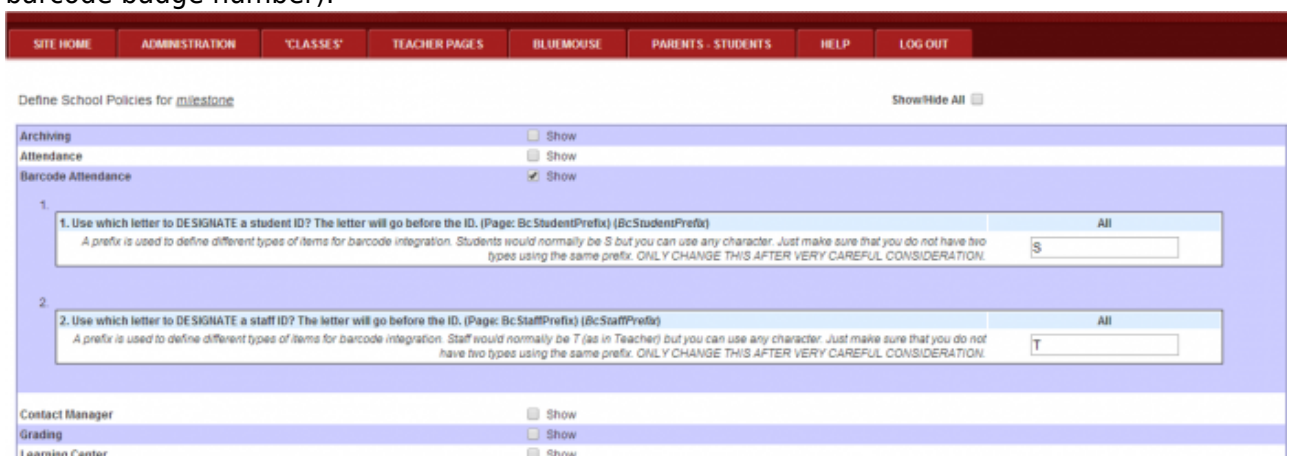 barcode badge number).
SITE HOME ADMINISTRATION 'CLASSES' TEACHER PAGES BLUEMOUSE PARENTS - STUDENTS HELP LOG OUT
Define School Policies for milestone Show/Hide All
Archiving Show
Attendance Show
Barcode Attendance Show
1.
1. Use which letter to DESIGNATE a student ID? The letter will go before the ID. (Page: BcStudentPrefix) (BcStudentPrefix) All
A prefix is used to define different types of items for barcode integration. Students would normally be S but you can use any character. Just make sure that you do not have two S
types using the same prefix. ONLY CHANGE THIS AFTER VERY CAREFUL CONSIDERATION.
2.
2. Use which letter to DESIGNATE a staff ID? The letter will go before the ID. (Page: BcStaffPrefix) (BcStaffPrefix) All
A prefix is used to define different types of items for barcode integration. Staff would normally be T (as in Teacher) but you can use any character. Just make sure that you do not T
have two types using the same prefix. ONLY CHANGE THIS AFTER VERY CAREFUL CONSIDERATION.
Contact Manager Show
Grading Show
Learning Center Show